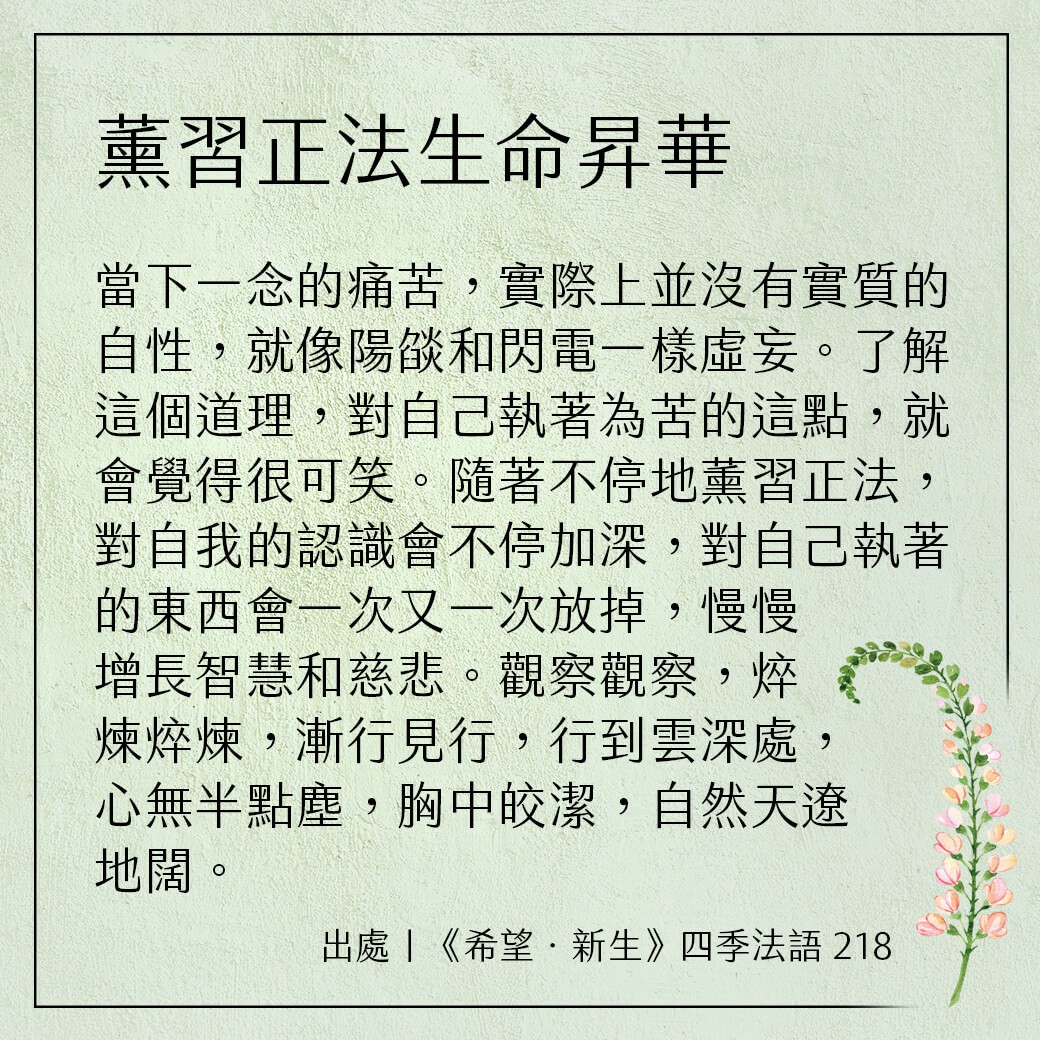 薰習正法生命昇華
當下一念的痛苦，實際上並沒有實質的
自性，就像陽燄和閃電一樣虛妄。了解
這個道理，對自己執著為苦的這點，就
會覺得很可笑。隨著不停地薰習正法，
對自我的認識會不停加深，對自己執著
的東西會一次又一次放掉，慢慢
增長智慧和慈悲。觀察觀察，焠
煉焠煉，漸行見行，行到雲深處，
心無半點塵，胸中皎潔，自然天遼
地闊。
出處｜《希望．新生》四季法語 218